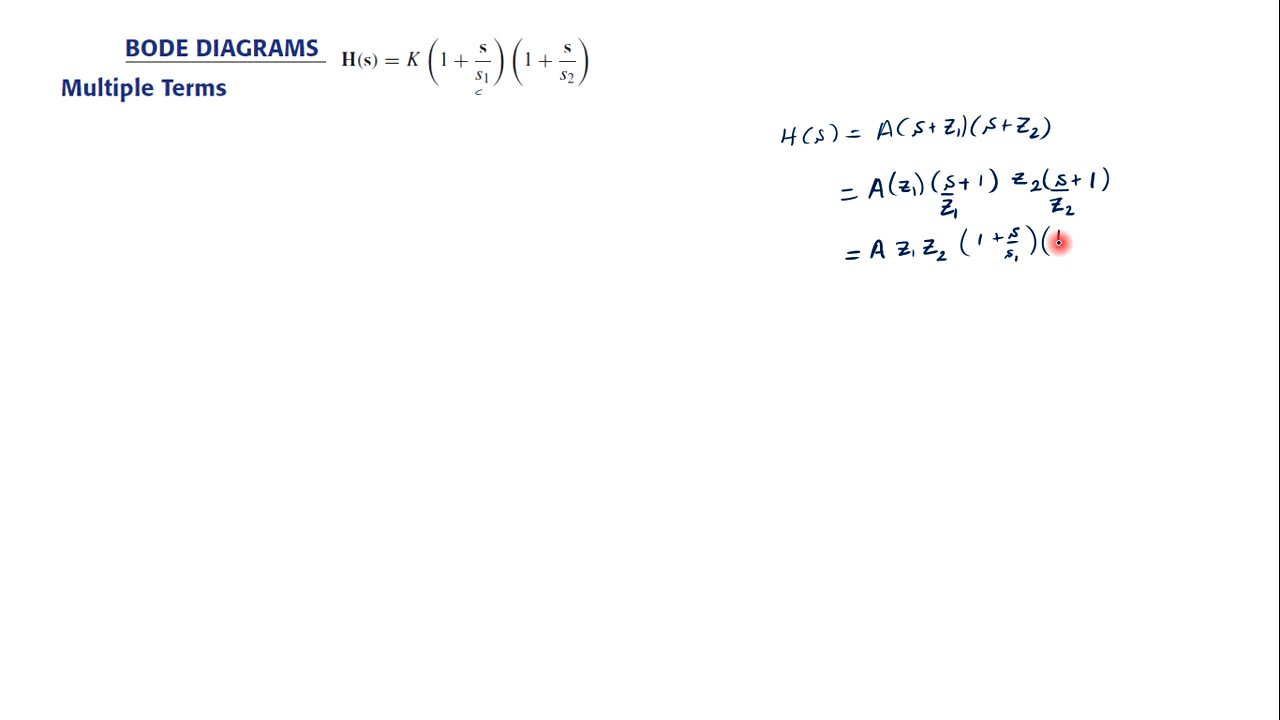 BODE DIAGRAMS H(s) = K (1 + s/s₁)(1 + s/s₂)
Multiple Terms
H(s) = A(s+z₁)(s+z₂)
= A(z₁)(s/z₁+1) z₂(s/z₂+1)
= A z₁ z₂ (1+s/s₁)(1